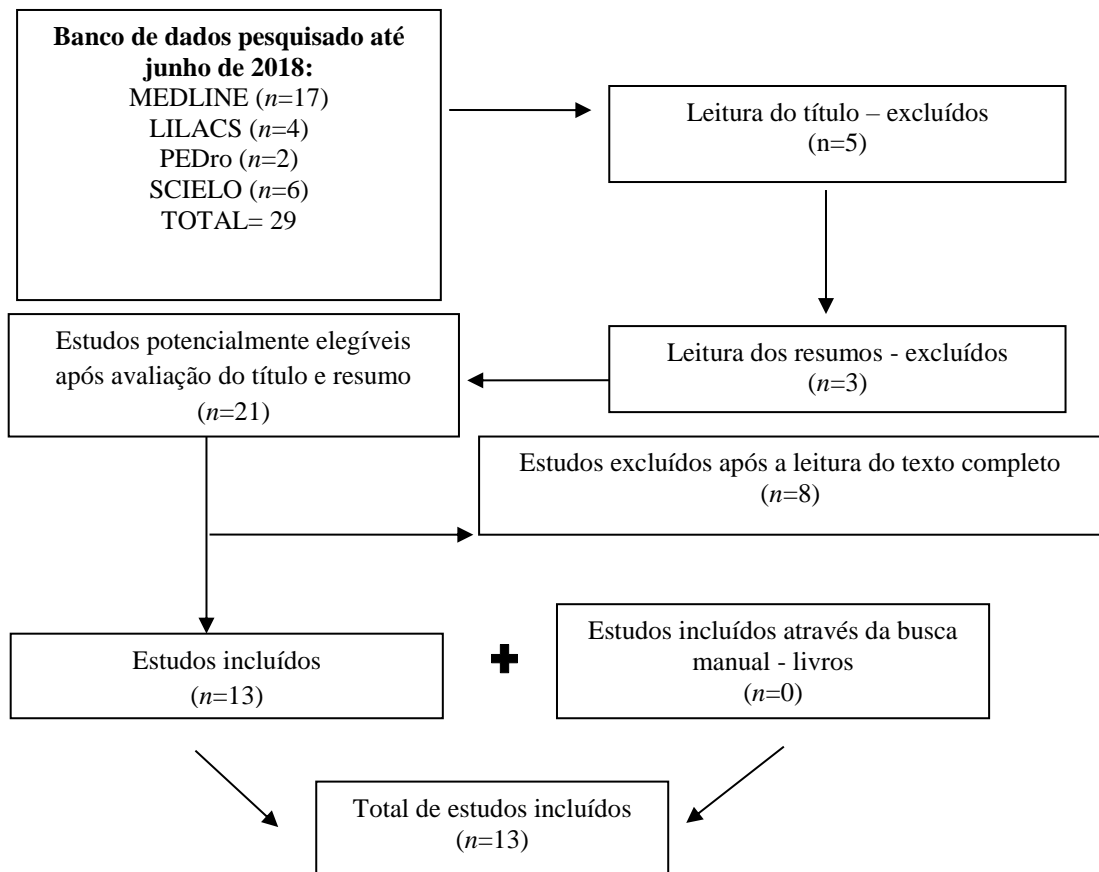 Banco de dados pesquisado até
junho de 2018:
MEDLINE (n=17)
LILACS (n=4)
PEDro (n=2)
SCIELO (n=6)
TOTAL= 29
Leitura do título – excluídos
(n=5)
Leitura dos resumos - excluídos
(n=3)
Estudos potencialmente elegíveis
após avaliação do título e resumo
(n=21)
Estudos excluídos após a leitura do texto completo
(n=8)
Estudos incluídos
(n=13)
Estudos incluídos através da busca
manual - livros
(n=0)
Total de estudos incluídos
(n=13)